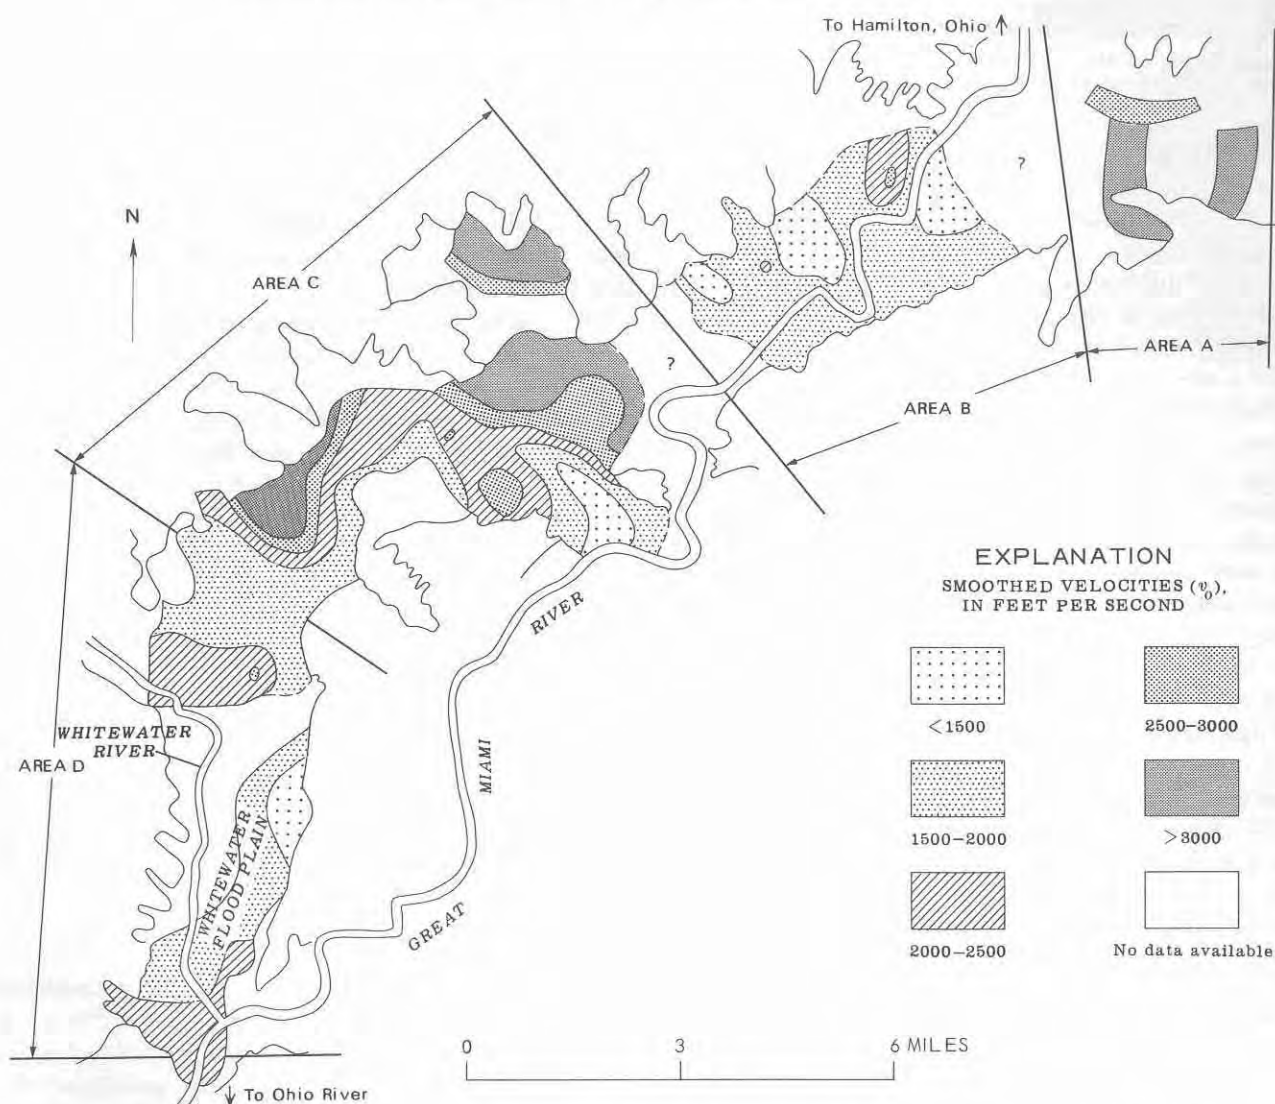 To Hamilton, Ohio
N
?
AREA C
AREA A
?
AREA B
EXPLANATION
SMOOTHED VELOCITIES (v₀),
IN FEET PER SECOND
RIVER
<1500
2500–3000
WHITEWATER
RIVER
AREA D
MIAMI
1500–2000
>3000
WHITEWATER
FLOOD PLAIN
GREAT
2000–2500
No data available
0 3 6 MILES
To Ohio River